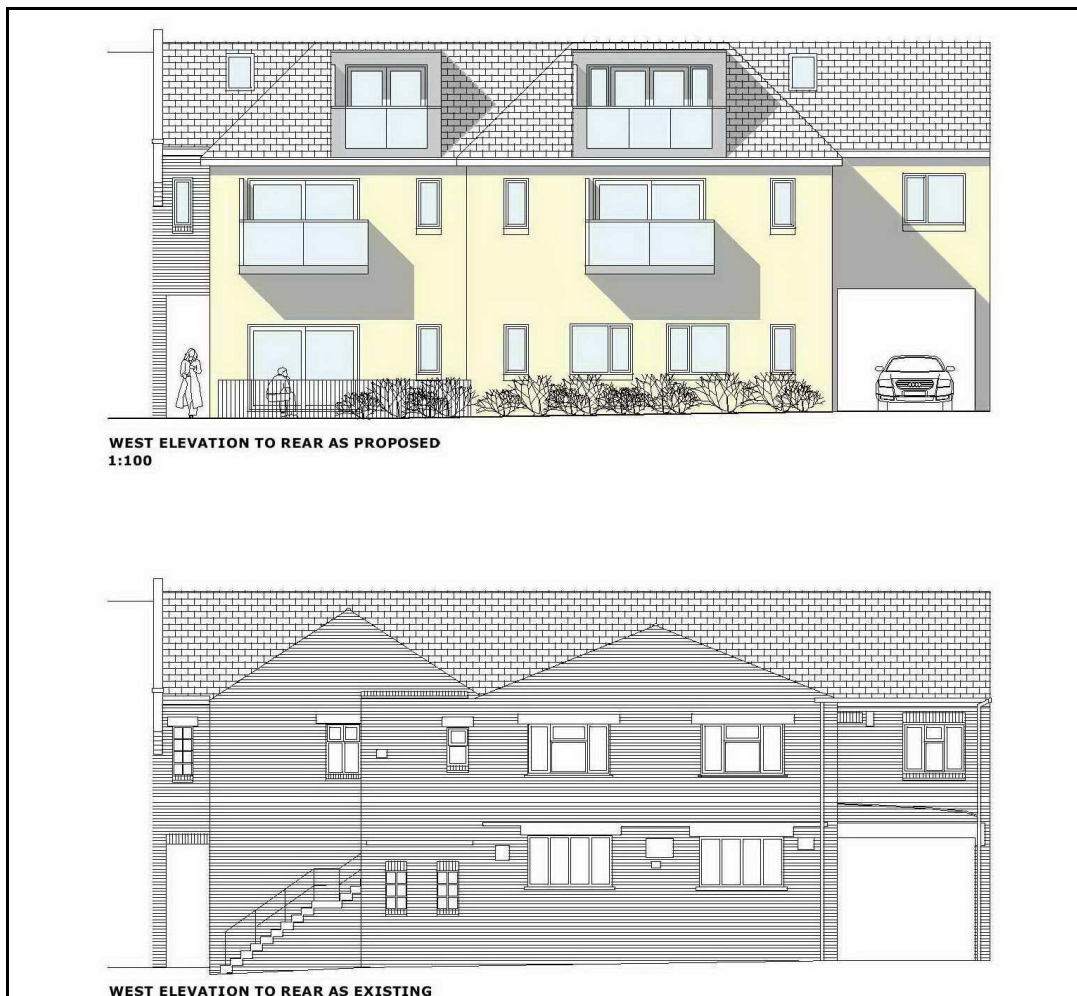 WEST ELEVATION TO REAR AS PROPOSED
1:100
WEST ELEVATION TO REAR AS EXISTING